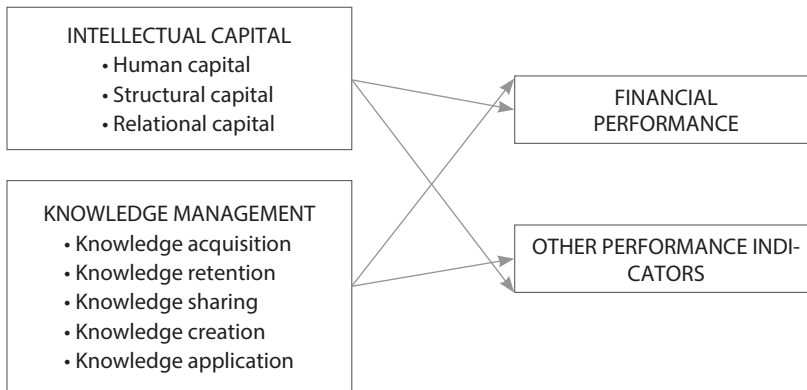 INTELLECTUAL CAPITAL
• Human capital
• Structural capital
• Relational capital
KNOWLEDGE MANAGEMENT
• Knowledge acquisition
• Knowledge retention
• Knowledge sharing
• Knowledge creation
• Knowledge application
FINANCIAL
PERFORMANCE
OTHER PERFORMANCE INDI-
CATORS